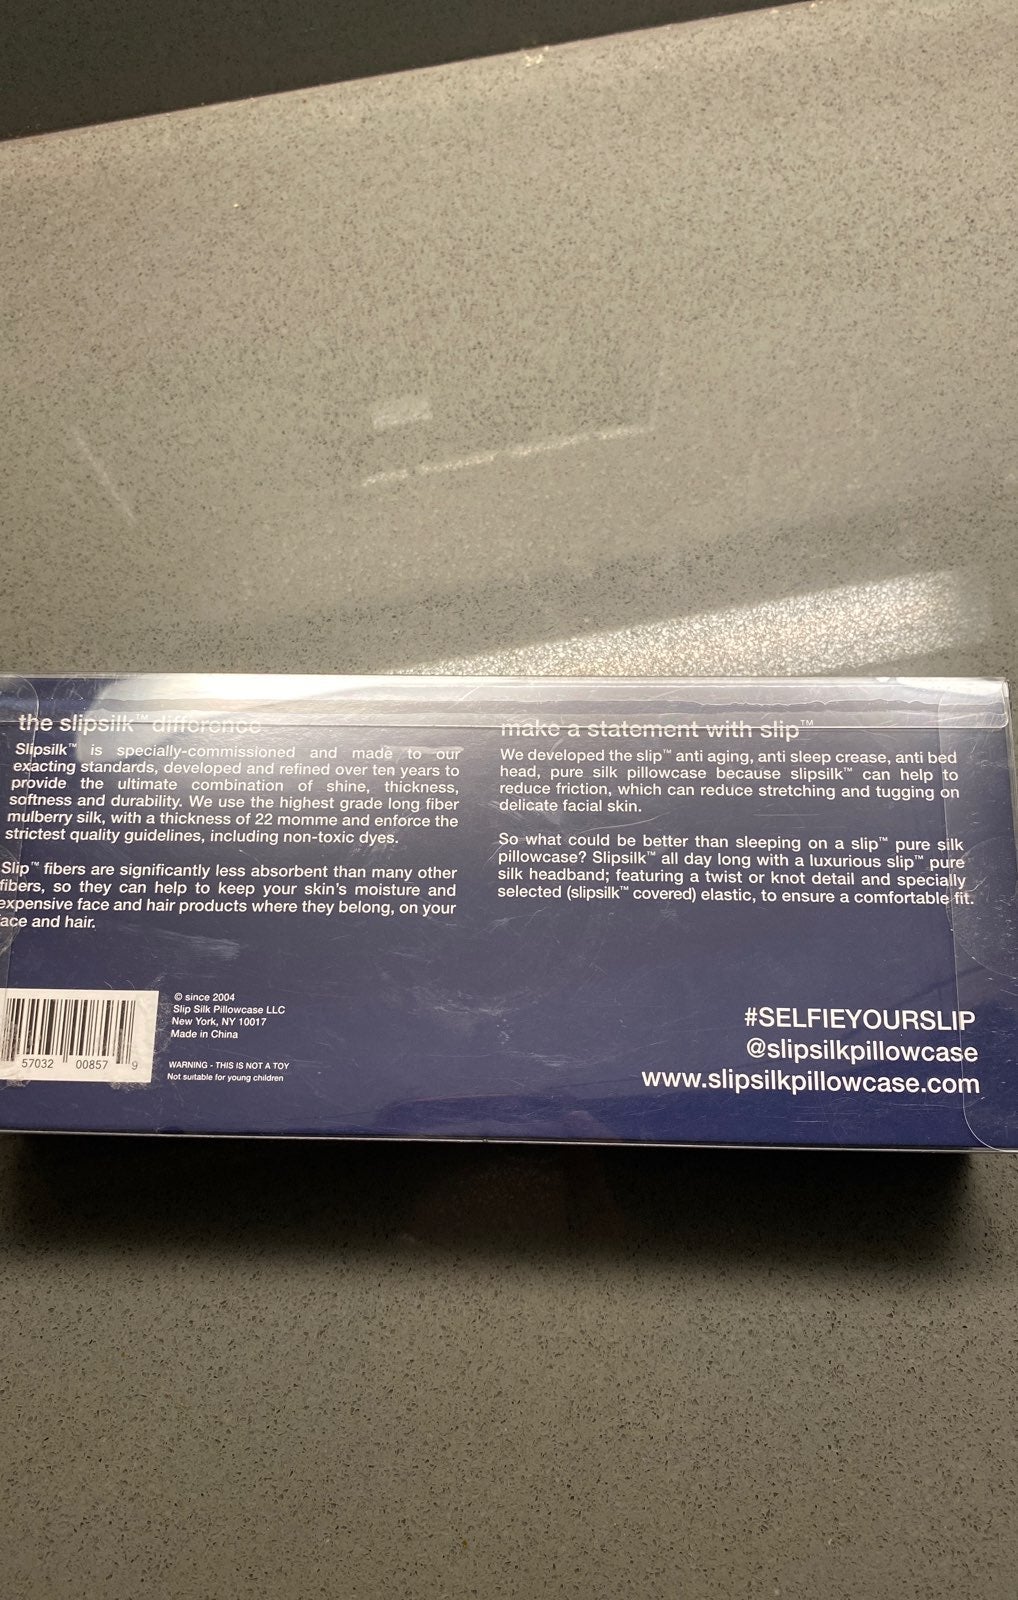 the slipsilk™ difference
Slipsilk™ is specially-commissioned and made to our
exacting standards, developed and refined over ten years to
provide the ultimate combination of shine, thickness,
softness and durability. We use the highest grade long fiber
mulberry silk, with a thickness of 22 momme and enforce the
strictest quality guidelines, including non-toxic dyes.
Slip™ fibers are significantly less absorbent than many other
fibers, so they can help to keep your skin's moisture and
expensive face and hair products where they belong, on your
ace and hair.
make a statement with slip™
We developed the slip™ anti aging, anti sleep crease, anti bed
head, pure silk pillowcase because slipsilk™ can help to
reduce friction, which can reduce stretching and tugging on
delicate facial skin.
So what could be better than sleeping on a slip™ pure silk
pillowcase? Slipsilk™ all day long with a luxurious slip™ pure
silk headband; featuring a twist or knot detail and specially
selected (slipsilk™ covered) elastic, to ensure a comfortable fit.
57032 00857 9
© since 2004
Slip Silk Pillowcase LLC
New York, NY 10017
Made in China
WARNING - THIS IS NOT A TOY
Not suitable for young children
#SELFIEYOURSLIP
@slipsilkpillowcase
www.slipsilkpillowcase.com